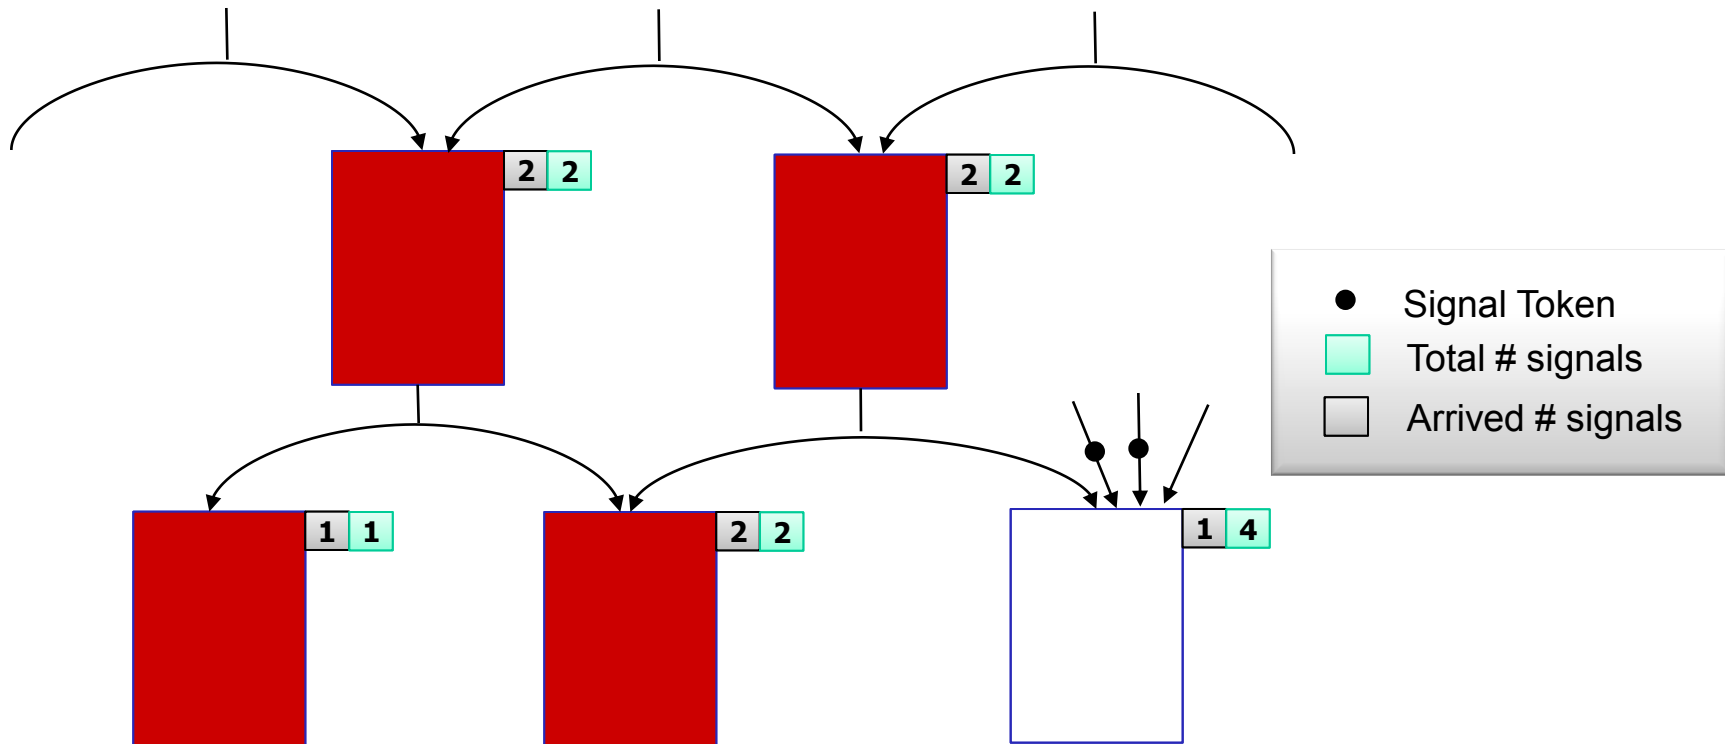 2 2
2 2
Signal Token
Total # signals
Arrived # signals
1 1
2 2
1 4